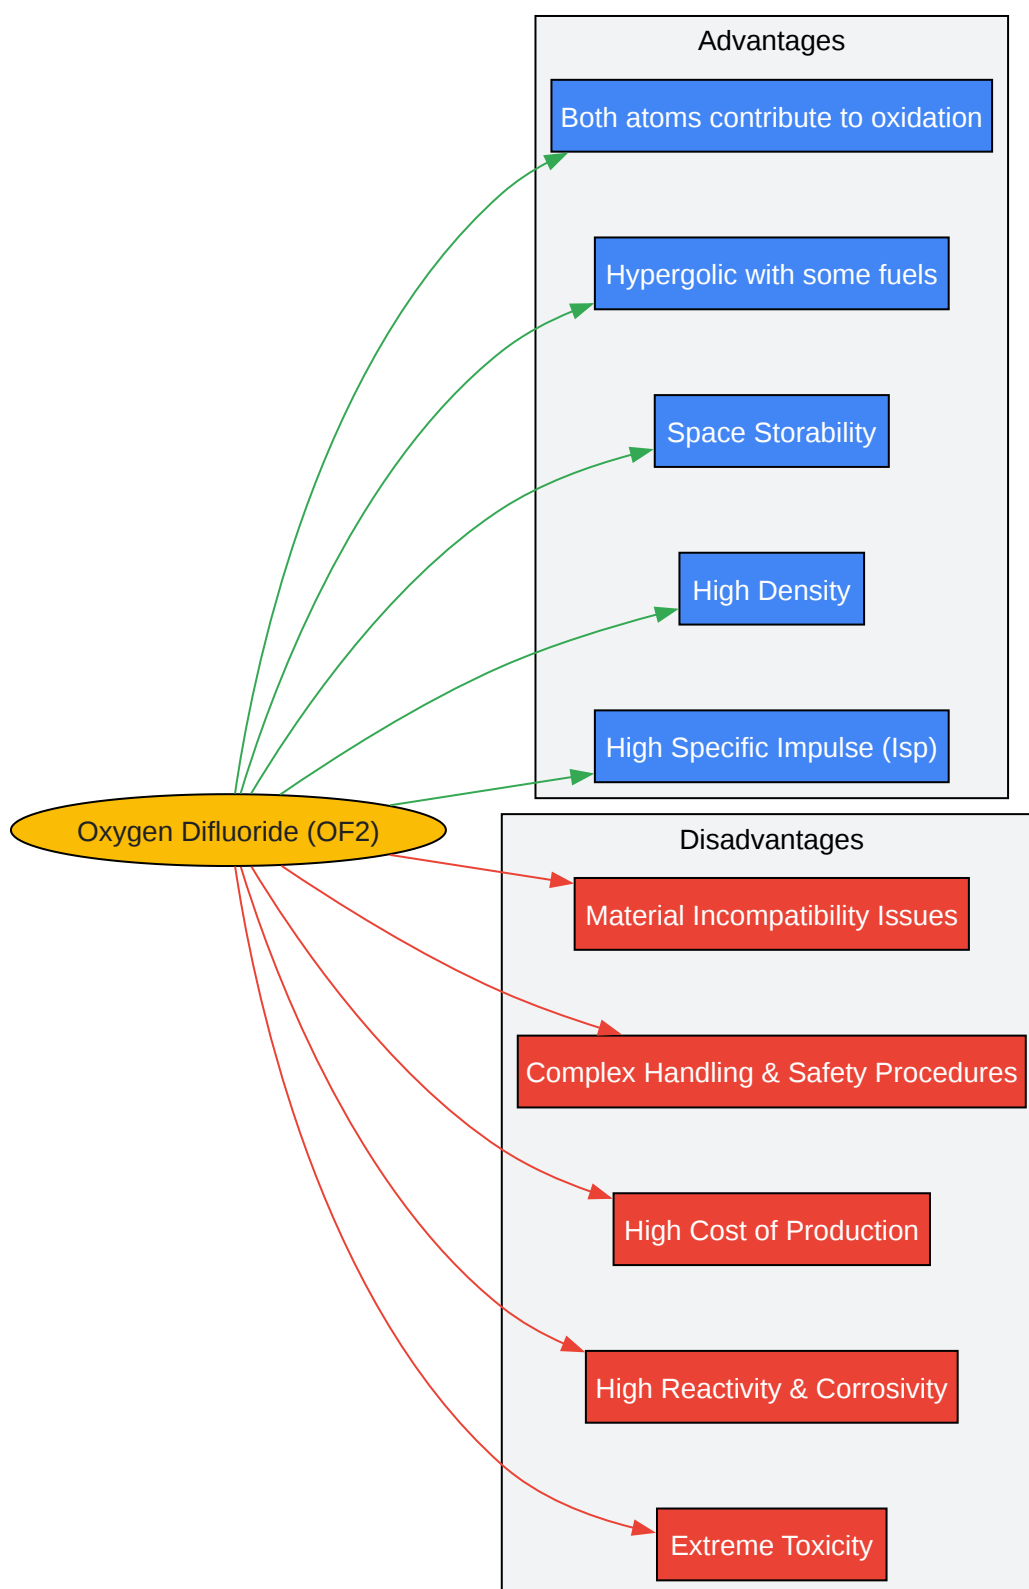 Advantages
Both atoms contribute to oxidation
Hypergolic with some fuels
Space Storability
High Density
High Specific Impulse (Isp)
Oxygen Difluoride (OF2)
Disadvantages
Material Incompatibility Issues
Complex Handling & Safety Procedures
High Cost of Production
High Reactivity & Corrosivity
Extreme Toxicity